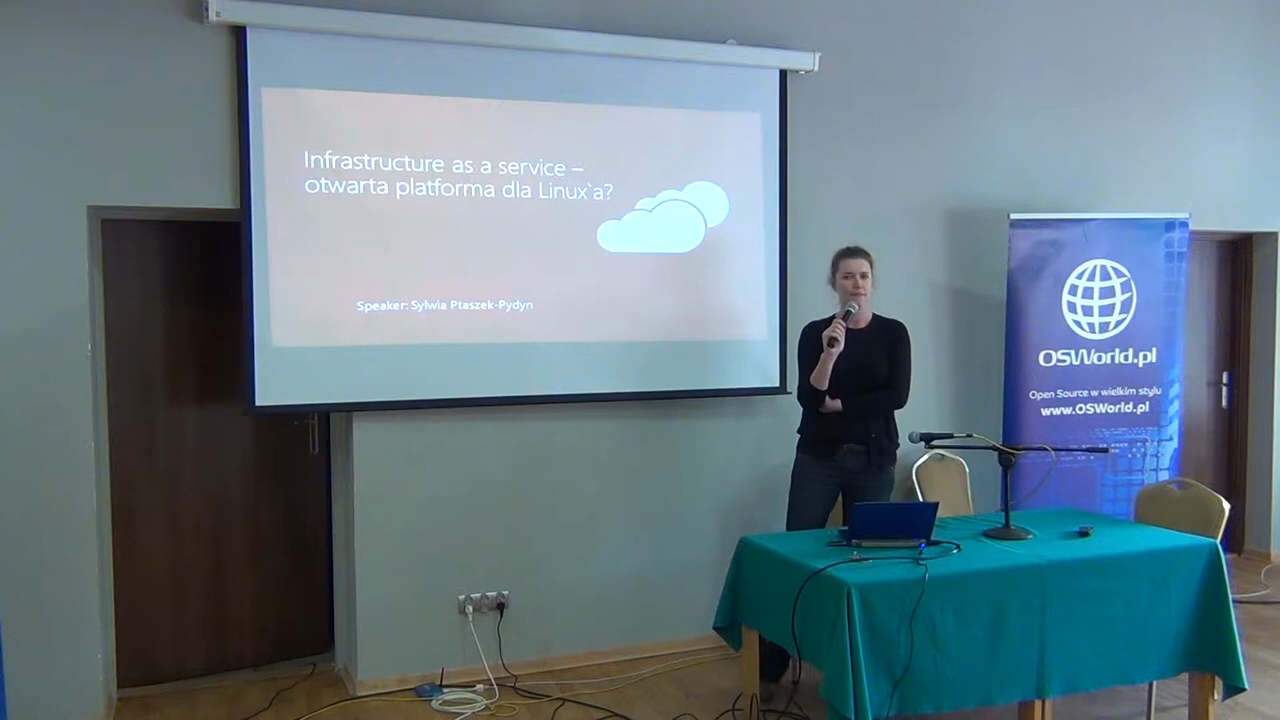 Infrastructure as a service –
otwarta platforma dla Linux`a?
Speaker: Sylwia Ptaszek-Pydyn
OSWorld.pl
Open Source w wielkim stylu
www.OSWorld.pl